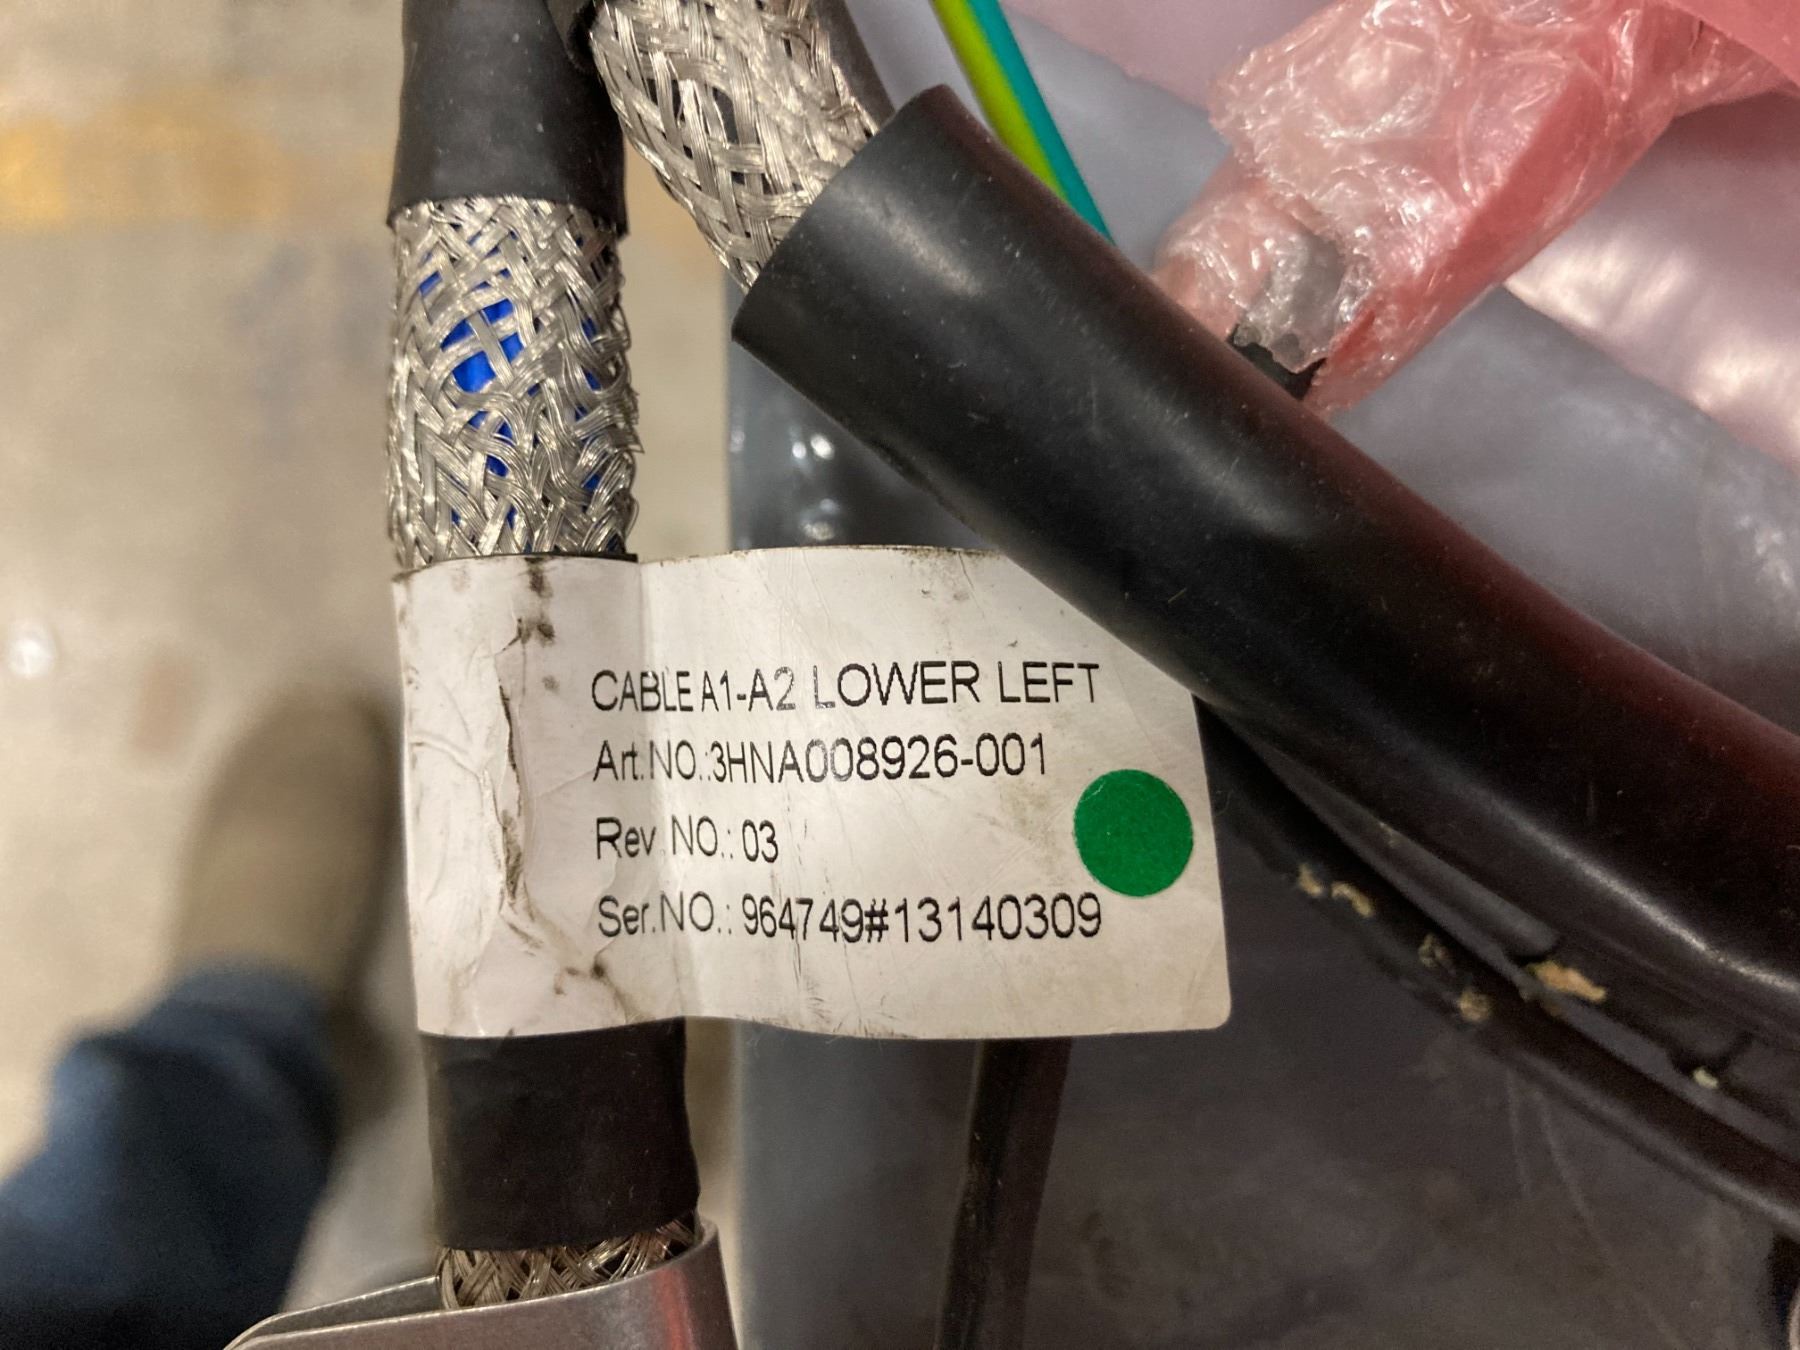 CABLE A1-A2 LOWER LEFT
Art.NO.:3HNA008926-001
Rev.NO.: 03
Ser.NO.: 964749#13140309